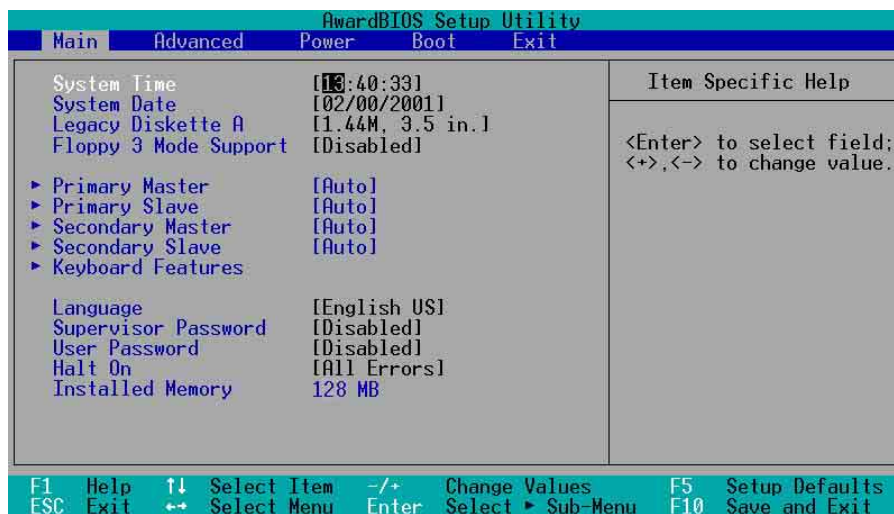 AwardBIOS Setup Utility
Main Advanced Power Boot Exit
System Time [13:40:33]
System Date [02/00/2001]
Legacy Diskette A [1.44M, 3.5 in.]
Floppy 3 Mode Support [Disabled]
▶ Primary Master [Auto]
▶ Primary Slave [Auto]
▶ Secondary Master [Auto]
▶ Secondary Slave [Auto]
▶ Keyboard Features
Language [English US]
Supervisor Password [Disabled]
User Password [Disabled]
Halt On [All Errors]
Installed Memory 128 MB
Item Specific Help
<Enter> to select field;
<+>,<-> to change value.
F1 Help ↑↓ Select Item -/+ Change Values F5 Setup Defaults
ESC Exit ←→ Select Menu Enter Select ▶ Sub-Menu F10 Save and Exit